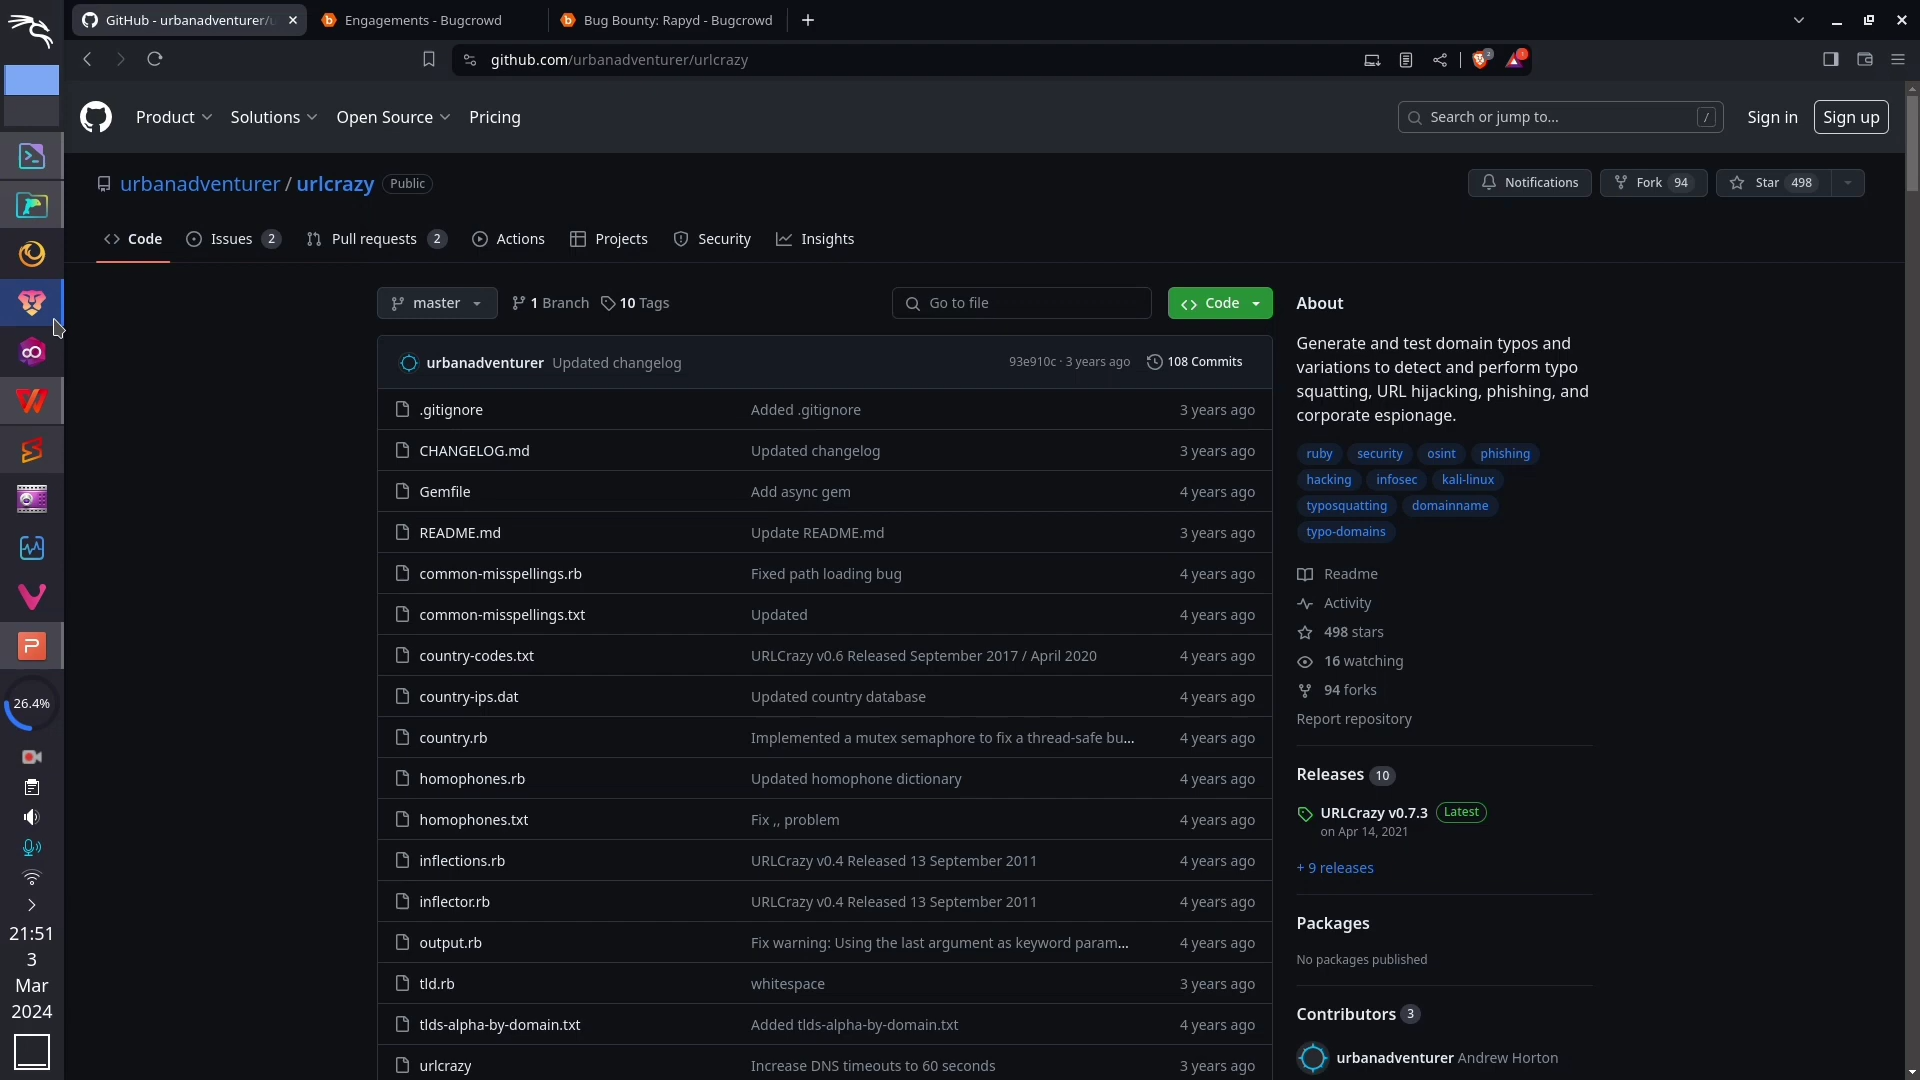 GitHub - urbanadventurer/u
Engagements - Bugcrowd
Bug Bounty: Rapyd - Bugcrowd
github.com/urbanadventurer/urlcrazy
2
1
Product
Solutions
Open Source
Pricing
Search or jump to...
/
Sign in
Sign up
urbanadventurer / urlcrazy
Public
Notifications
Fork 94
Star 498
Code
Issues 2
Pull requests 2
Actions
Projects
Security
Insights
master
1 Branch
10 Tags
Go to file
Code
urbanadventurer Updated changelog 93e910c · 3 years ago 108 Commits
.gitignore Added .gitignore 3 years ago
CHANGELOG.md Updated changelog 3 years ago
Gemfile Add async gem 4 years ago
README.md Update README.md 3 years ago
common-misspellings.rb Fixed path loading bug 4 years ago
common-misspellings.txt Updated 4 years ago
country-codes.txt URLCrazy v0.6 Released September 2017 / April 2020 4 years ago
country-ips.dat Updated country database 4 years ago
country.rb Implemented a mutex semaphore to fix a thread-safe bu... 4 years ago
homophones.rb Updated homophone dictionary 4 years ago
homophones.txt Fix ,, problem 4 years ago
inflections.rb URLCrazy v0.4 Released 13 September 2011 4 years ago
inflector.rb URLCrazy v0.4 Released 13 September 2011 4 years ago
output.rb Fix warning: Using the last argument as keyword param... 4 years ago
tld.rb whitespace 3 years ago
tlds-alpha-by-domain.txt Added tlds-alpha-by-domain.txt 4 years ago
urlcrazy Increase DNS timeouts to 60 seconds 3 years ago
About
Generate and test domain typos and
variations to detect and perform typo
squatting, URL hijacking, phishing, and
corporate espionage.
ruby security osint phishing
hacking infosec kali-linux
typosquatting domainname
typo-domains
Readme
Activity
498 stars
16 watching
94 forks
Report repository
Releases 10
URLCrazy v0.7.3 Latest
on Apr 14, 2021
+ 9 releases
Packages
No packages published
Contributors 3
urbanadventurer Andrew Horton
26.4%
21:51
3
Mar
2024